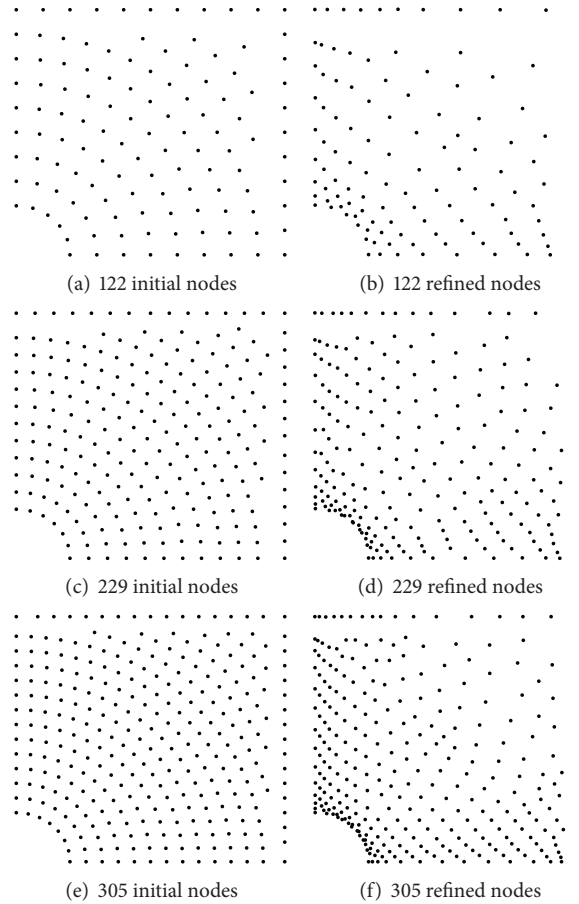 (a) 122 initial nodes
(b) 122 refined nodes
(c) 229 initial nodes
(d) 229 refined nodes
(e) 305 initial nodes
(f) 305 refined nodes